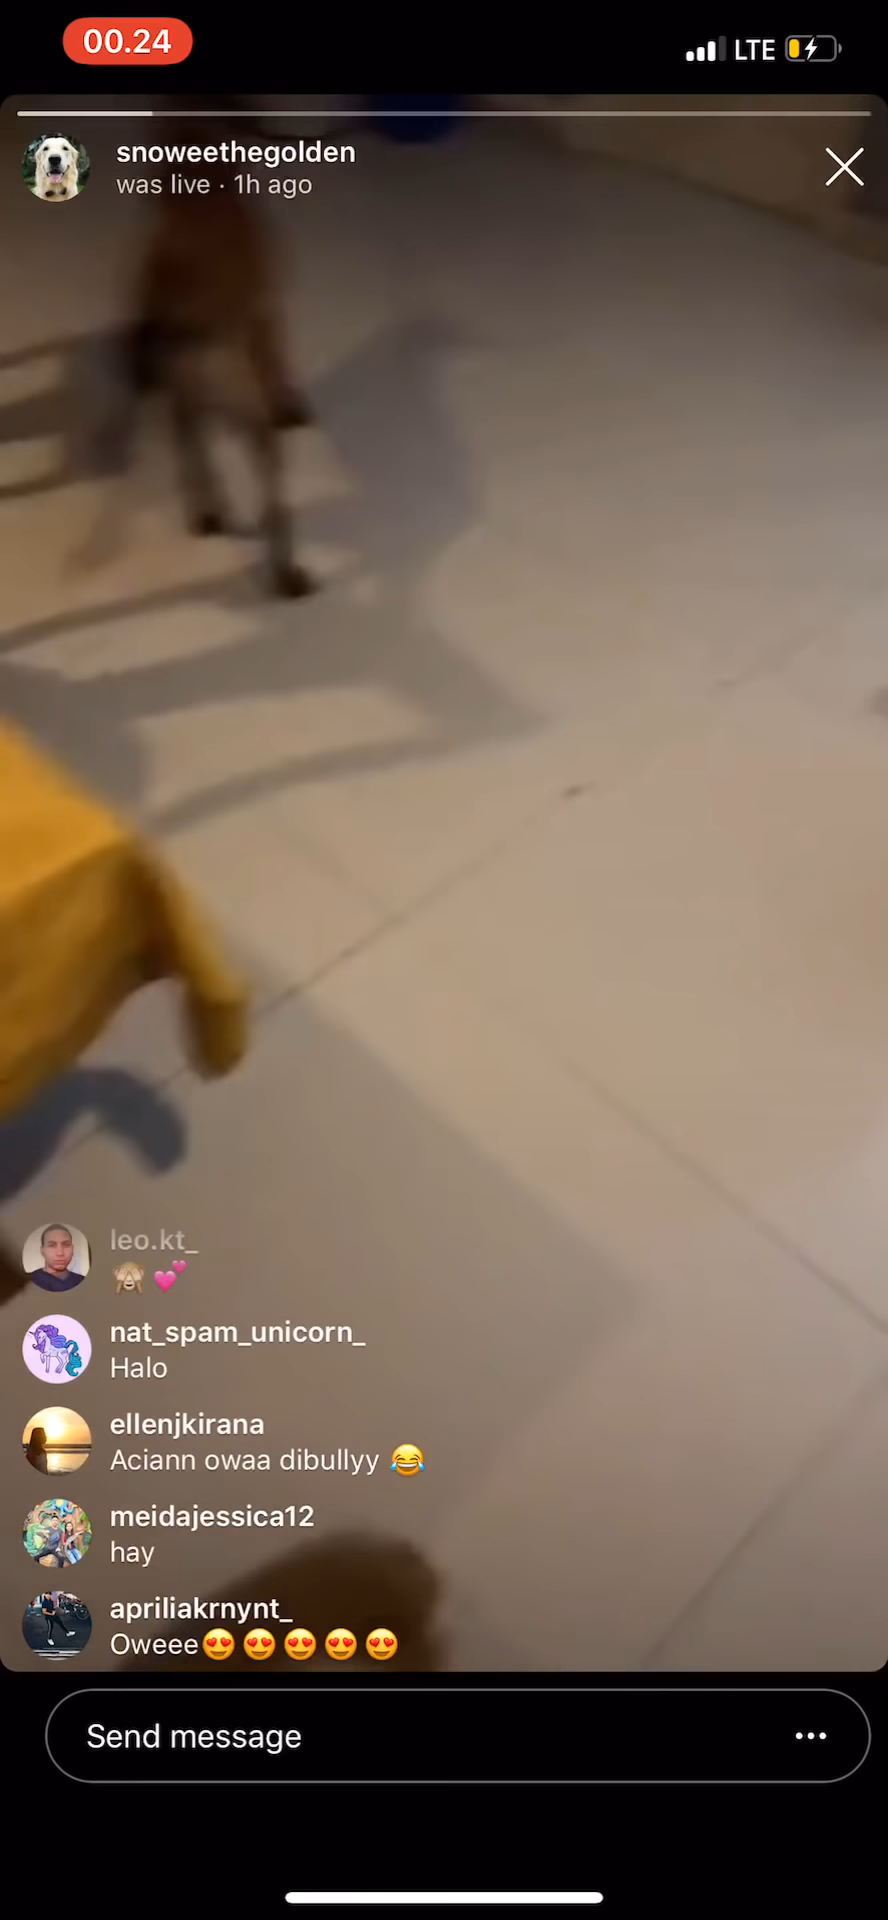 00.24
LTE
snoweethegolden
was live · 1h ago
leo.kt_
🙈 💕
nat_spam_unicorn_
Halo
ellenjkirana
Aciann owaa dibullyy 😂
meidajessica12
hay
apriliakrnynt_
Oweee😍😍😍😍😍
Send message